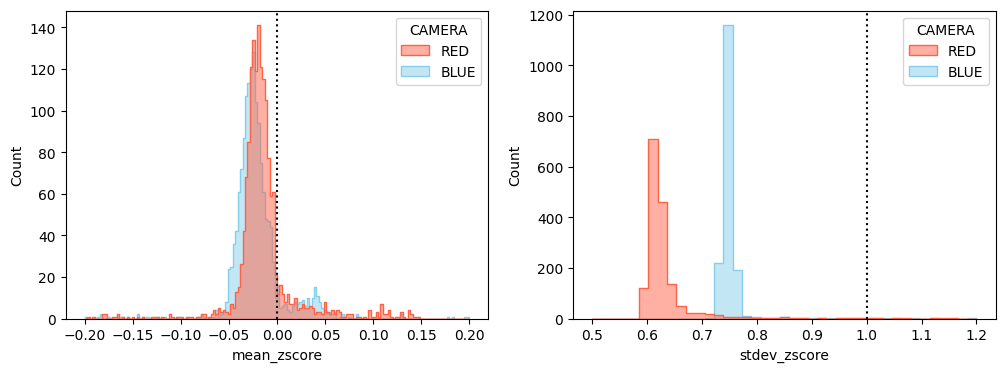 140
120
100
80
60
40
20
0
Count
−0.20 −0.15 −0.10 −0.05 0.00 0.05 0.10 0.15 0.20
mean_zscore
CAMERA
RED
BLUE
1200
1000
800
600
400
200
0
Count
0.5 0.6 0.7 0.8 0.9 1.0 1.1 1.2
stdev_zscore
CAMERA
RED
BLUE